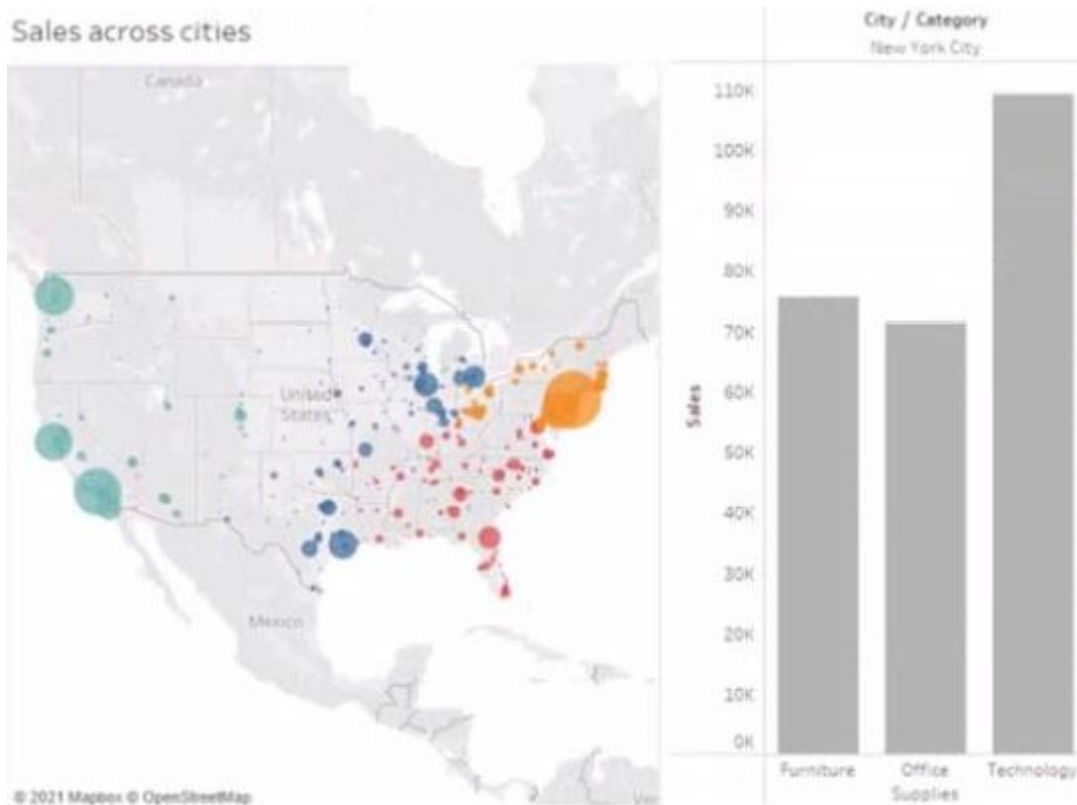 Sales across cities
Canada
United
States
Mexico
© 2021 Mapbox © OpenStreetMap
City / Category
New York City
Sales
110K
100K
90K
80K
70K
60K
50K
40K
30K
20K
10K
0K
Furniture
Office
Supplies
Technology